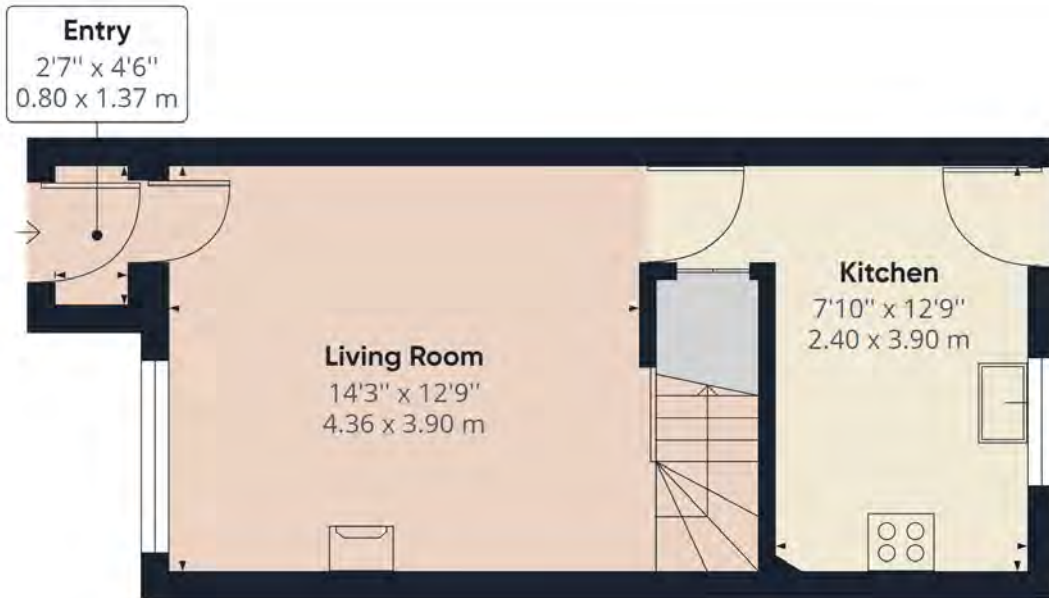 Entry
2'7" x 4'6"
0.80 x 1.37 m
Living Room
14'3" x 12'9"
4.36 x 3.90 m
Kitchen
7'10" x 12'9"
2.40 x 3.90 m